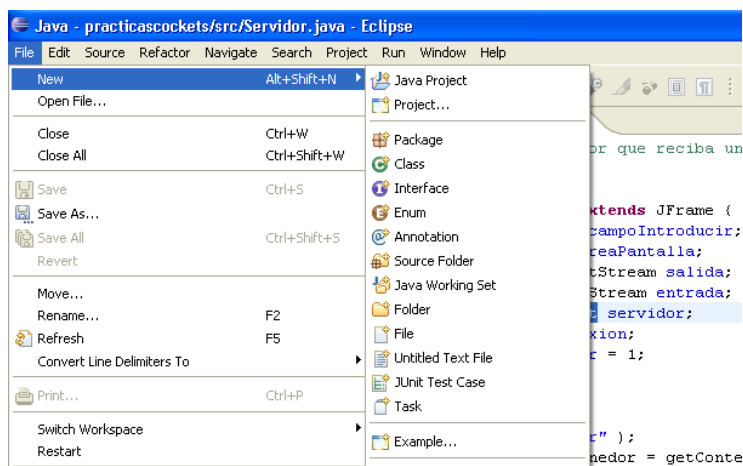 Java - practicascockets/src/Servidor.java - Eclipse
File Edit Source Refactor Navigate Search Project Run Window Help
New Alt+Shift+N
Open File...
Close Ctrl+W
Close All Ctrl+Shift+W
Save Ctrl+S
Save As...
Save All Ctrl+Shift+S
Revert
Move...
Rename... F2
Refresh F5
Convert Line Delimiters To
Print... Ctrl+P
Switch Workspace
Restart
Java Project
Project...
Package
Class
Interface
Enum
Annotation
Source Folder
Java Working Set
Folder
File
Untitled Text File
JUnit Test Case
Task
Example...
or que reciba un
xtends JFrame {
campoIntroducir;
reaPantalla;
tStream salida;
Stream entrada;
t servidor;
xion;
r = 1;
r" );
nedor = getConte